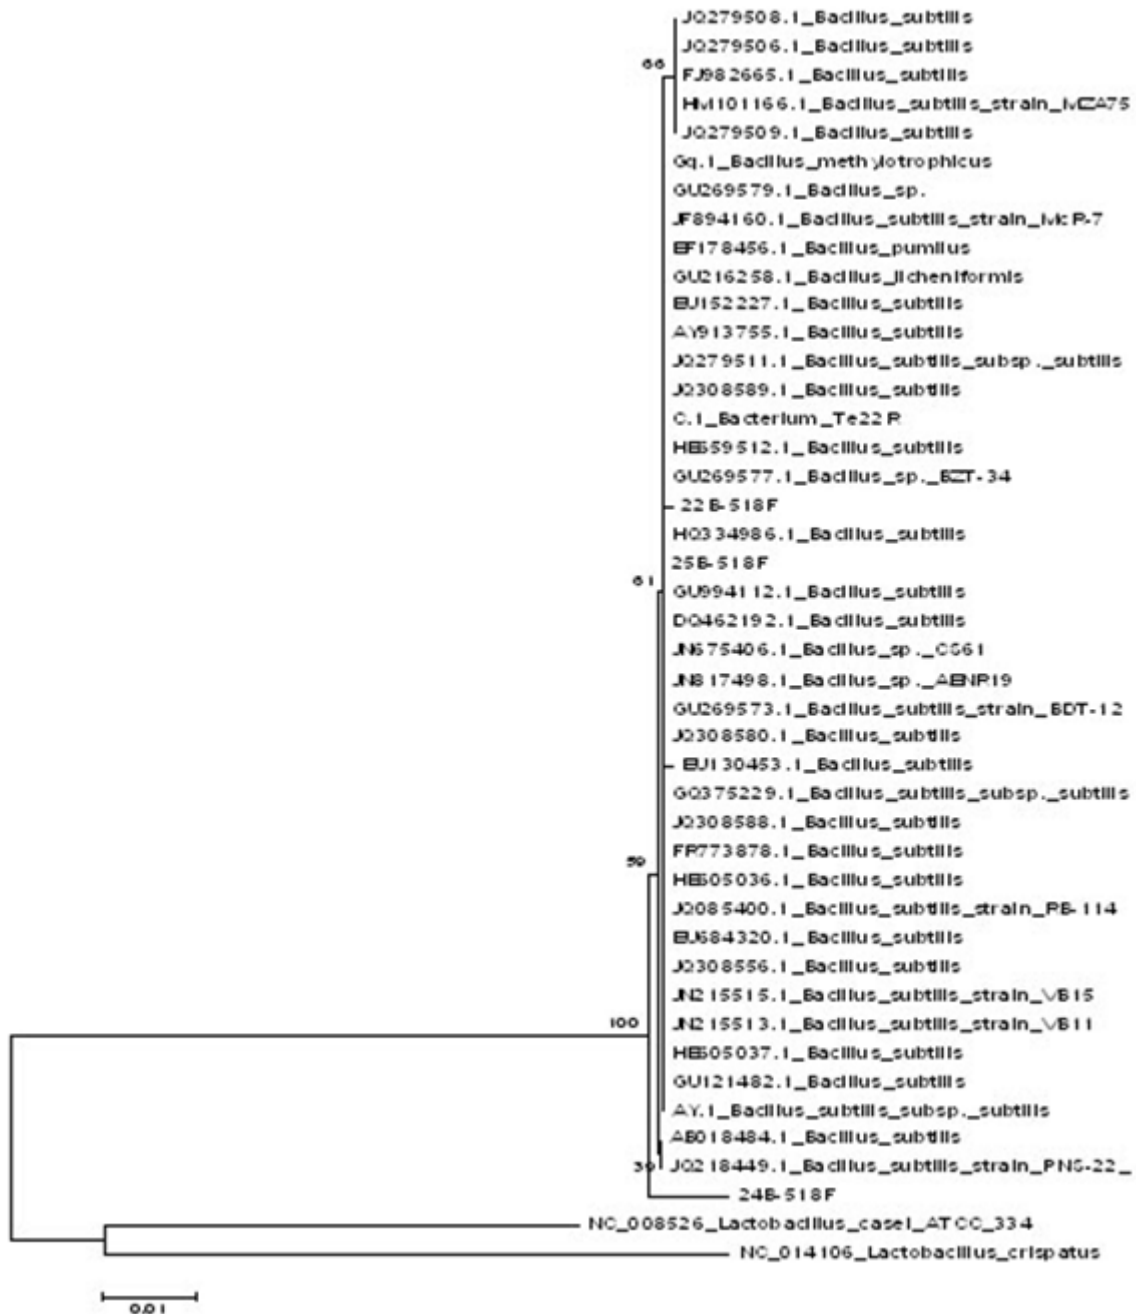 JQ279508.1_Bacillus_subtilis
JQ279506.1_Bacillus_subtilis
66
FJ982665.1_Bacillus_subtilis
HM101166.1_Bacillus_subtilis_strain_MZA75
JQ279509.1_Bacillus_subtilis
Gq.1_Bacillus_methylotrophicus
GU269579.1_Bacillus_sp.
JF894160.1_Bacillus_subtilis_strain_McR-7
EF178456.1_Bacillus_pumilus
GU216258.1_Bacillus_licheniformis
EU152227.1_Bacillus_subtilis
AY913755.1_Bacillus_subtilis
JQ279511.1_Bacillus_subtilis_subsp._subtilis
JQ308589.1_Bacillus_subtilis
C.1_Bacterium_Te22R
HE659512.1_Bacillus_subtilis
GU269577.1_Bacillus_sp._BZT-34
22B-518F
HQ334986.1_Bacillus_subtilis
25B-518F
61
GU994112.1_Bacillus_subtilis
DQ462192.1_Bacillus_subtilis
JN675406.1_Bacillus_sp._CS61
JN817498.1_Bacillus_sp._ABNR19
GU269573.1_Bacillus_subtilis_strain_BDT-12
JQ308580.1_Bacillus_subtilis
EU130453.1_Bacillus_subtilis
GQ375229.1_Bacillus_subtilis_subsp._subtilis
JQ308588.1_Bacillus_subtilis
FR773878.1_Bacillus_subtilis
59
HE605036.1_Bacillus_subtilis
JQ085400.1_Bacillus_subtilis_strain_RB-114
EU684320.1_Bacillus_subtilis
JQ308556.1_Bacillus_subtilis
JN215515.1_Bacillus_subtilis_strain_VB15
100
JN215513.1_Bacillus_subtilis_strain_VB11
HE605037.1_Bacillus_subtilis
GU121482.1_Bacillus_subtilis
AY.1_Bacillus_subtilis_subsp._subtilis
AB018484.1_Bacillus_subtilis
JQ218449.1_Bacillus_subtilis_strain_PNS-22_
24B-518F
NC_008526_Lactobacillus_casei_ATCC_334
NC_014106_Lactobacillus_crispatus
0.01